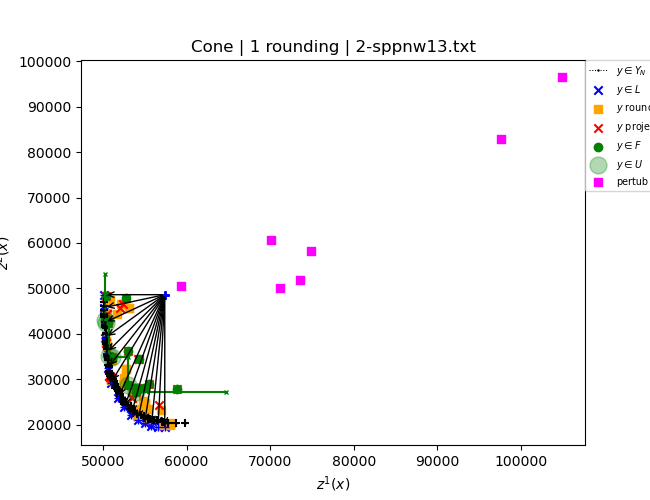 Cone | 1 rounding | 2-sppnw13.txt
100000
90000
80000
70000
60000
50000
40000
30000
20000
50000 60000 70000 80000 90000 100000
z¹(x)
y ∈ Y_N
y ∈ L
y roun
y proje
y ∈ F
y ∈ U
pertub